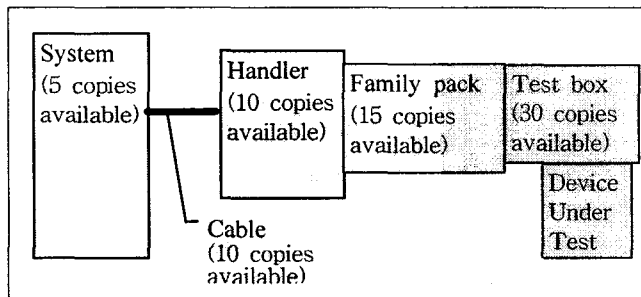 System
(5 copies
available)
Handler
(10 copies
available)
Family pack
(15 copies
available)
Test box
(30 copies
available)
Device
Under
Test
Cable
(10 copies
available)